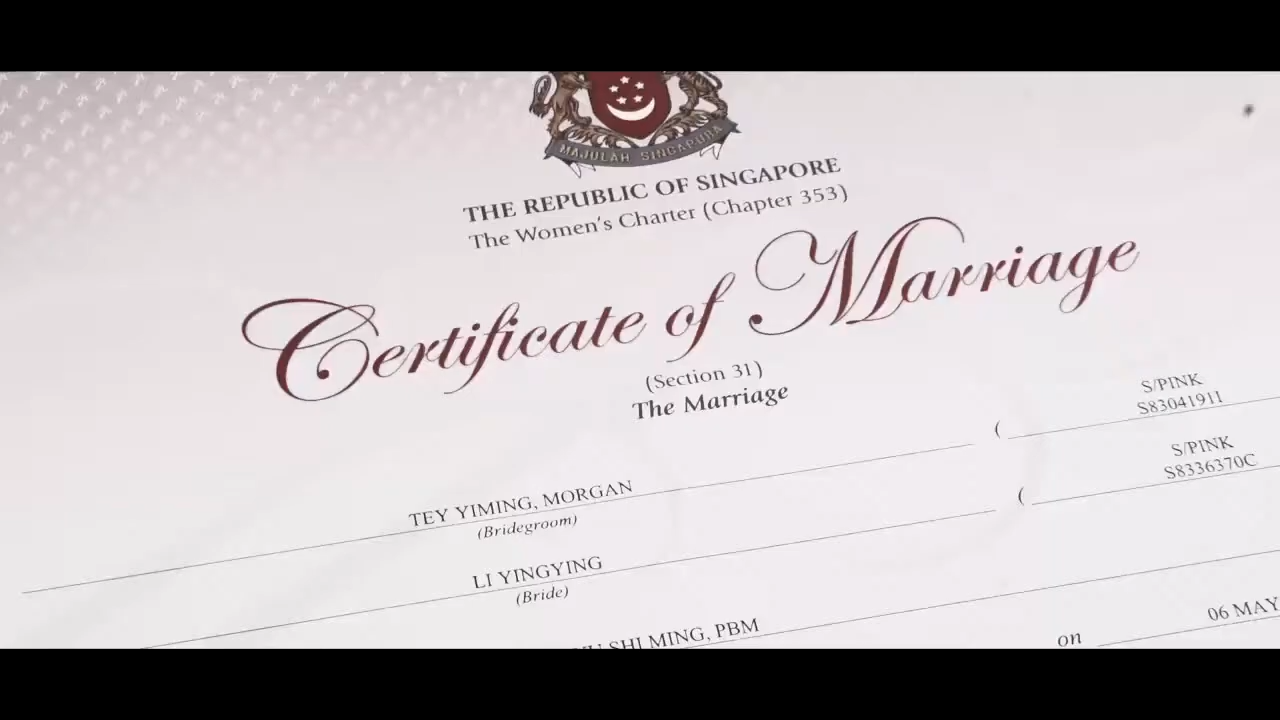 MAJULAH SINGAPURA
THE REPUBLIC OF SINGAPORE
The Women's Charter (Chapter 353)
Certificate of Marriage
(Section 31)
The Marriage
S/PINK
( S8304191I
TEY YIMING, MORGAN
(Bridegroom)
S/PINK
( S8336370C
LI YINGYING
(Bride)
SHI MING, PBM
on 06 MAY